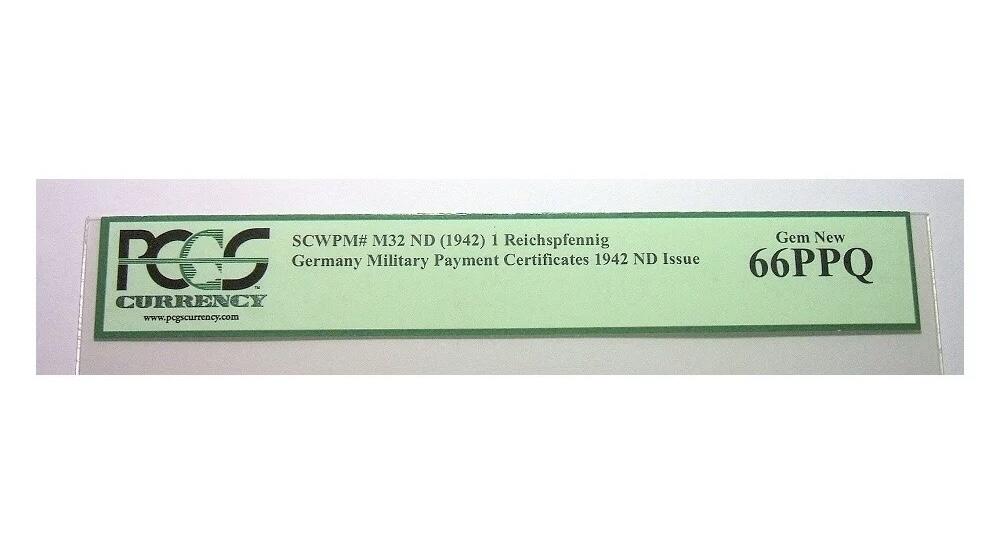 PCGS
CURRENCY
www.pcgscurrency.com
SCWPM# M32 ND (1942) 1 Reichspfennig
Germany Military Payment Certificates 1942 ND Issue
Gem New
66PPQ